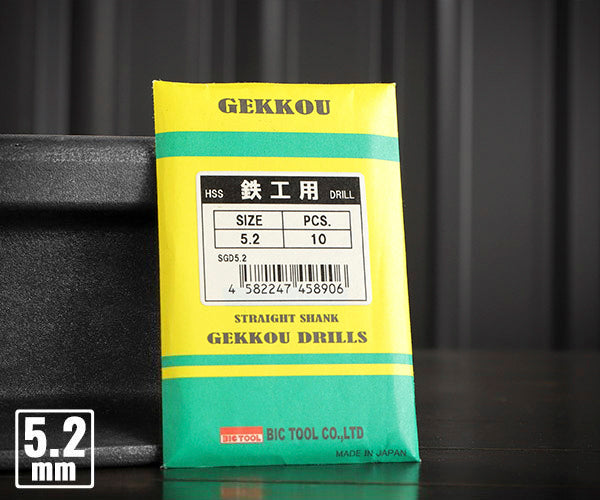 GEKKOU
HSS 鉄工用 DRILL
SIZE PCS.
5.2 10
SGD5.2
4 582247 458906
STRAIGHT SHANK
GEKKOU DRILLS
BIC TOOL BIC TOOL CO.,LTD
MADE IN JAPAN
5.2
mm